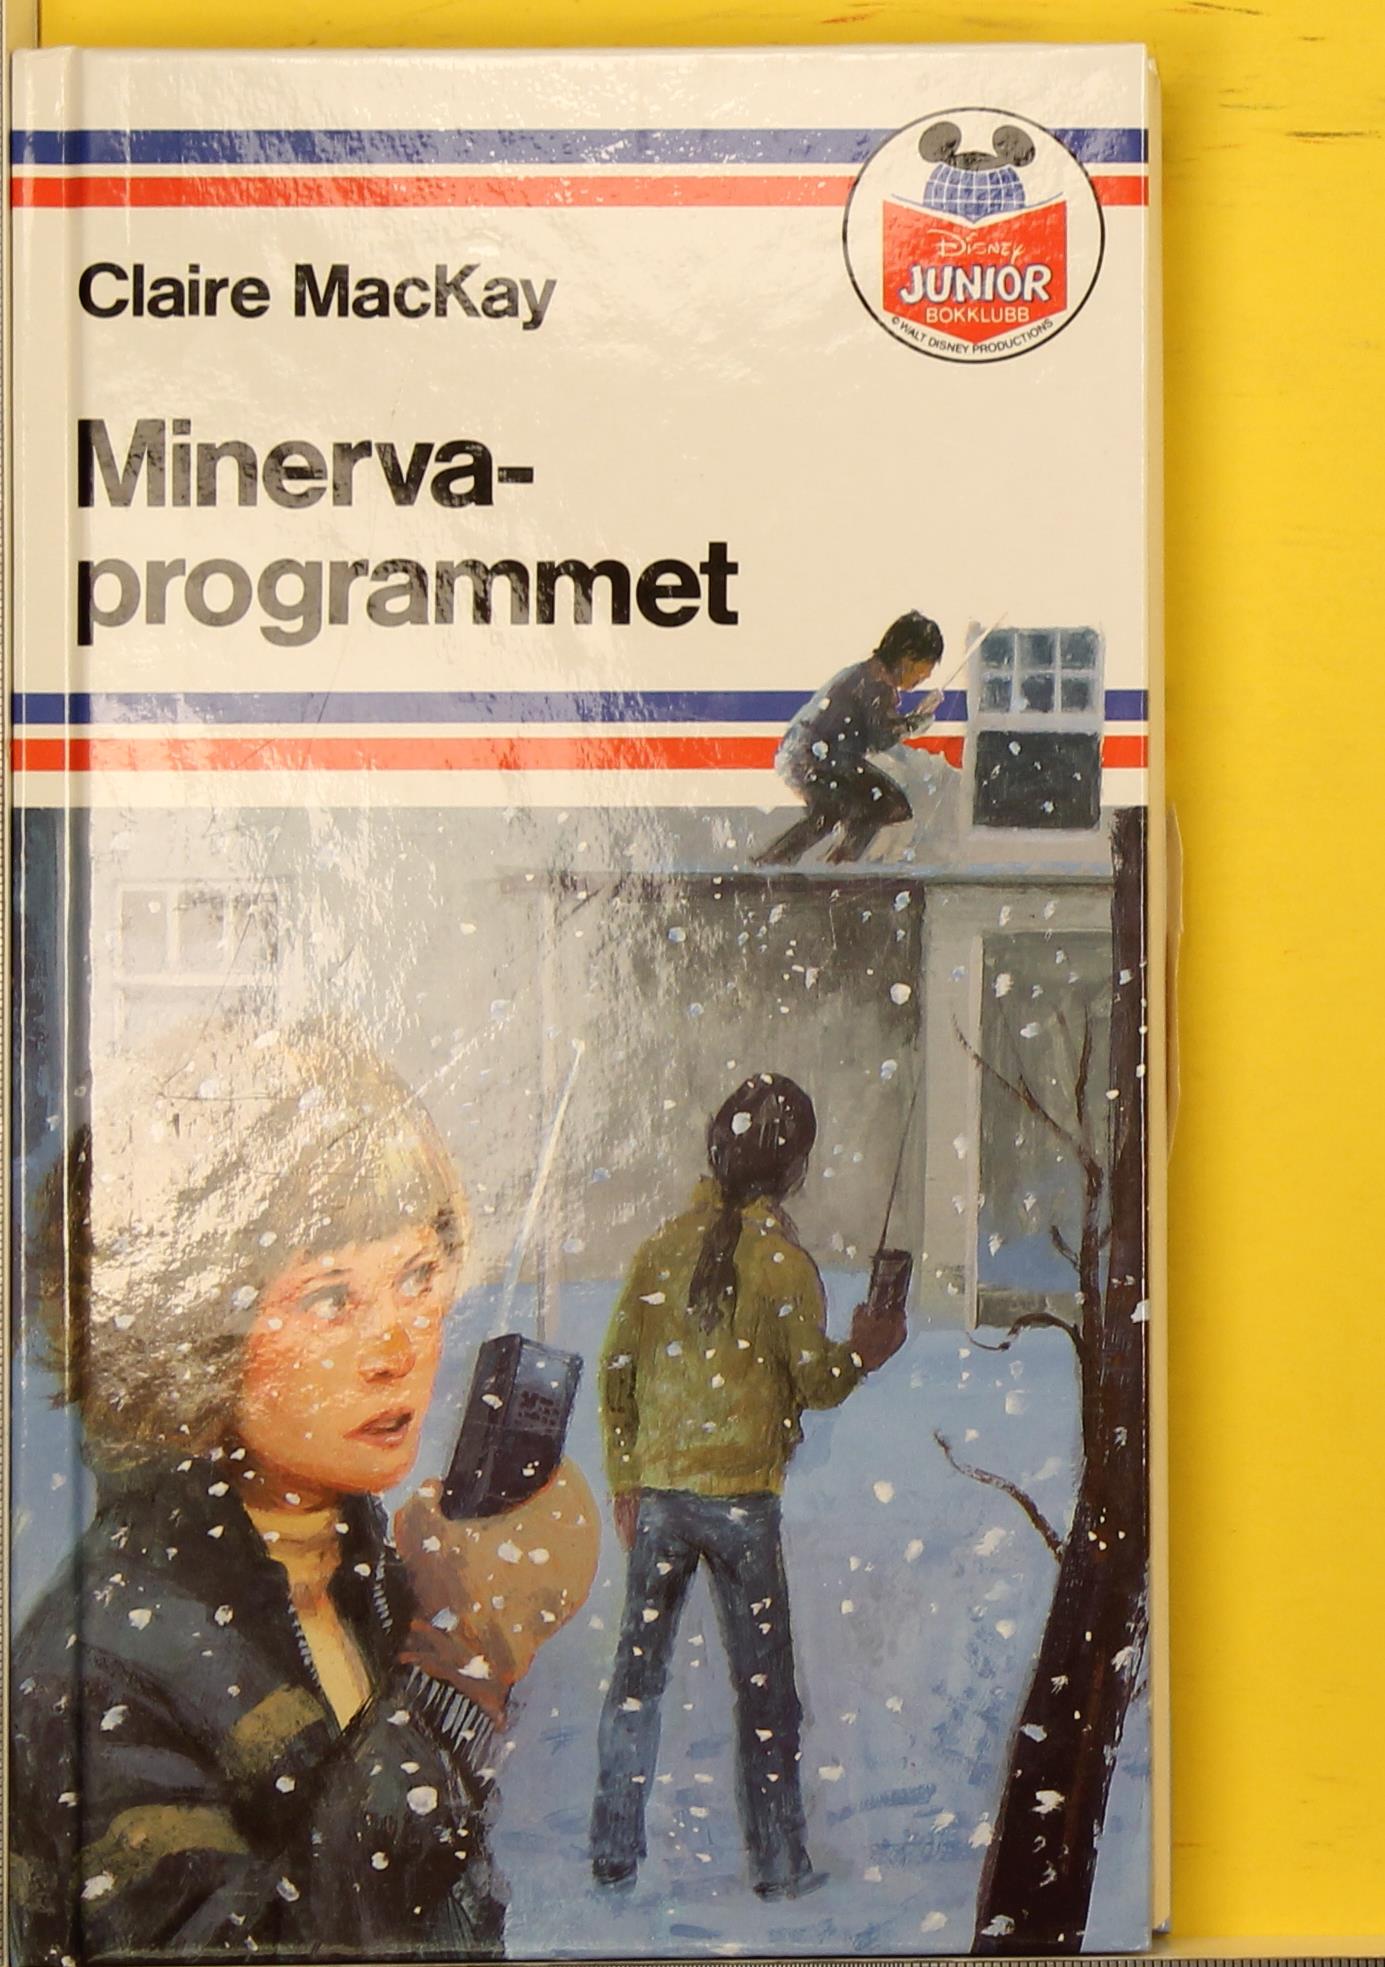 Claire MacKay
Disney
JUNIOR
BOKKLUBB
© WALT DISNEY PRODUCTIONS
Minerva-
programmet